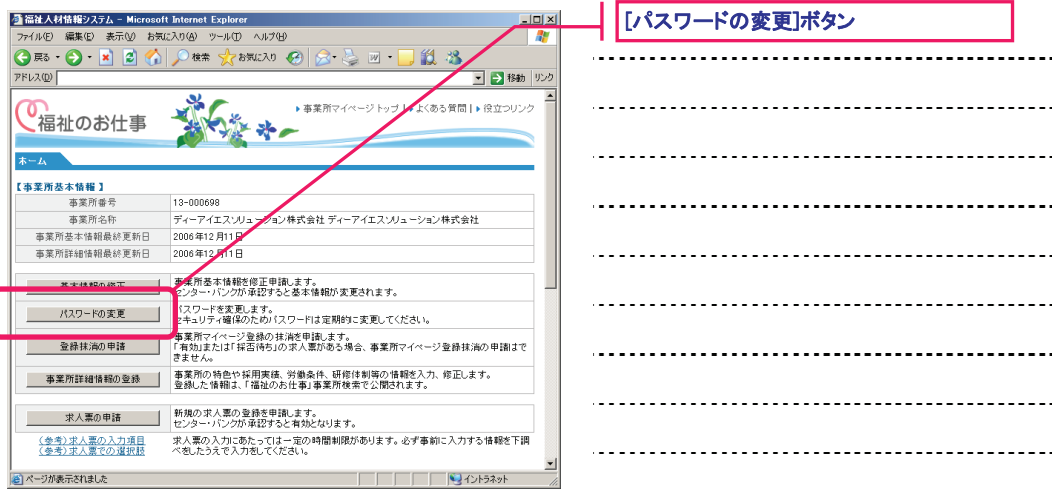 福祉人材情報システム - Microsoft Internet Explorer
ファイル(F) 編集(E) 表示(V) お気に入り(A) ツール(T) ヘルプ(H)
戻る 検索 お気に入り
アドレス(D) 移動 リンク
[パスワードの変更]ボタン
福祉のお仕事
事業所マイページトップ | よくある質問 | 役立つリンク
ホーム
【事業所基本情報】
事業所番号 13-000698
事業所名称 ディーアイエスソリューション株式会社 ディーアイエスソリューション株式会社
事業所基本情報最終更新日 2006年12月11日
事業所詳細情報最終更新日 2006年12月11日
基本情報の修正 事業所基本情報を修正申請します。
センター・バンクが承認すると基本情報が変更されます。
パスワードの変更 パスワードを変更します。
セキュリティ確保のためパスワードは定期的に変更してください。
登録抹消の申請 事業所マイページ登録の抹消を申請します。
「有効」または「採否待ち」の求人票がある場合、事業所マイページ登録抹消の申請はで
きません。
事業所詳細情報の登録 事業所の特色や採用実績、労働条件、研修体制等の情報を入力、修正します。
登録した情報は、「福祉のお仕事」事業所検索で公開されます。
求人票の申請 新規の求人票の登録を申請します。
センター・バンクが承認すると有効となります。
(参考)求人票の入力項目 求人票の入力にあたっては一定の時間制限があります。必ず事前に入力する情報を下調
(参考)求人票での選択肢 べをしたうえで入力をしてください。
ページが表示されました イントラネット